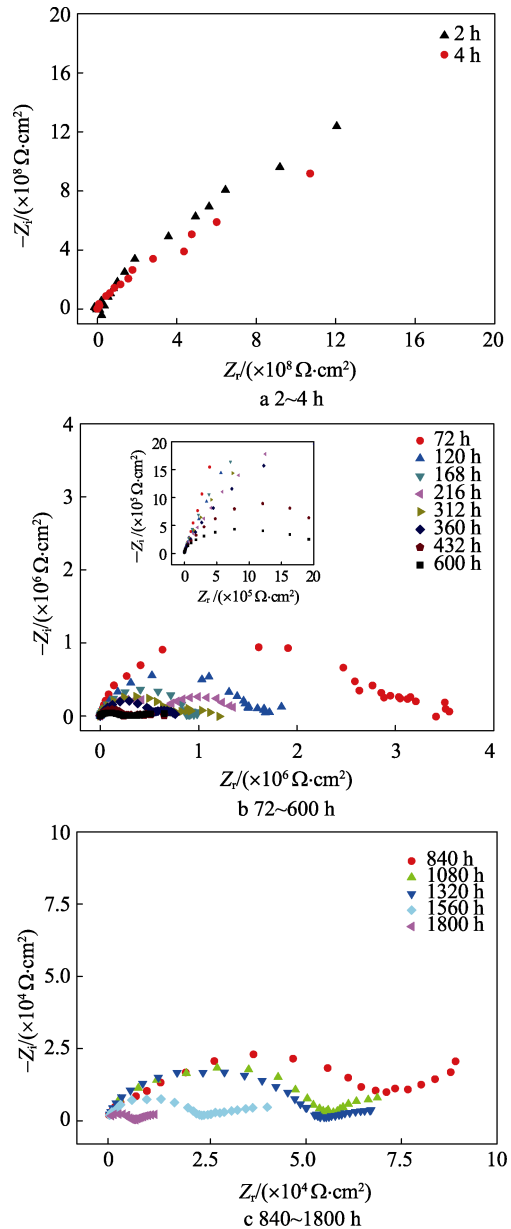 20
16
12
8
4
0
−Zi/(×10⁸ Ω·cm²)
2 h
4 h
0 4 8 12 16 20
Zr/(×10⁸ Ω·cm²)
a 2~4 h
4
3
2
1
0
−Zi/(×10⁶ Ω·cm²)
20
15
10
5
0
−Zi/(×10⁵ Ω·cm²)
0 5 10 15 20
Zr/(×10⁵ Ω·cm²)
72 h
120 h
168 h
216 h
312 h
360 h
432 h
600 h
0 1 2 3 4
Zr/(×10⁶ Ω·cm²)
b 72~600 h
10
7.5
5.0
2.5
0
−Zi/(×10⁴ Ω·cm²)
840 h
1080 h
1320 h
1560 h
1800 h
0 2.5 5.0 7.5 10
Zr/(×10⁴ Ω·cm²)
c 840~1800 h